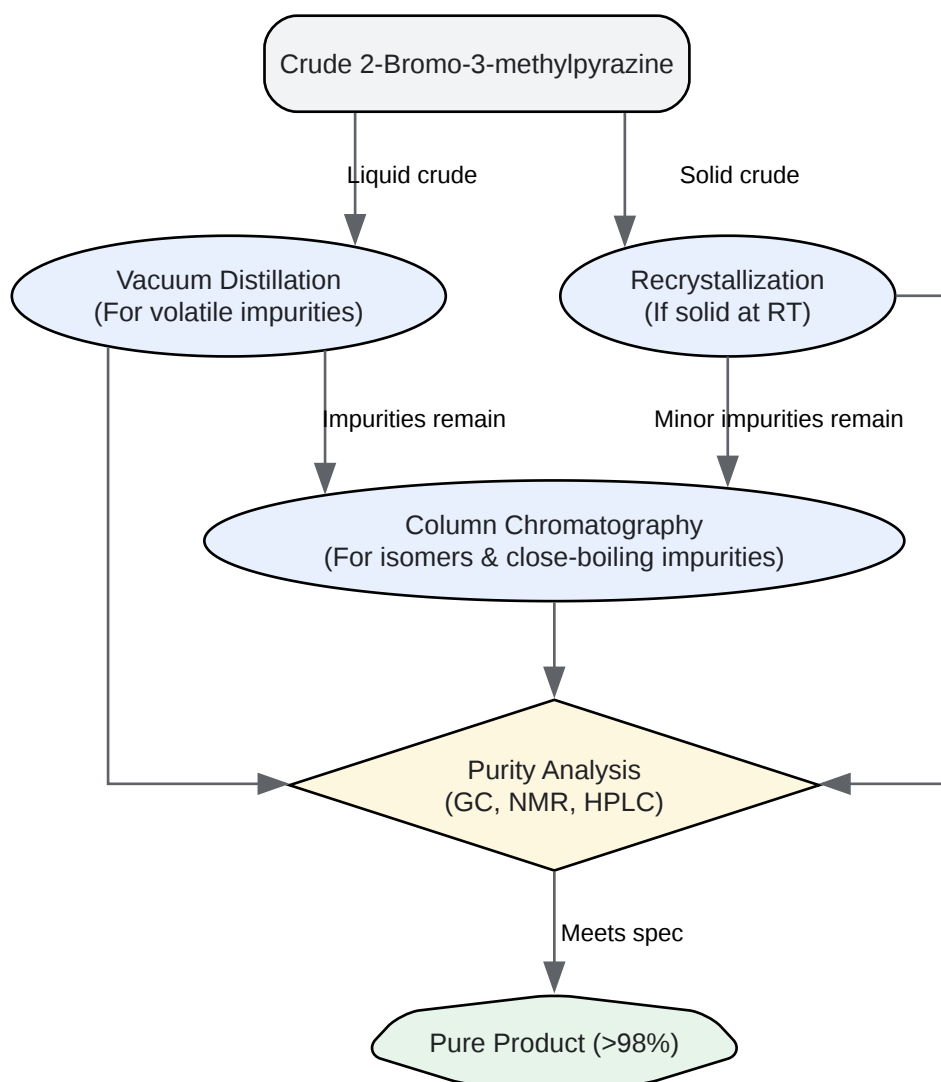 Crude 2-Bromo-3-methylpyrazine
Liquid crude
Solid crude
Vacuum Distillation
(For volatile impurities)
Recrystallization
(If solid at RT)
Impurities remain
Minor impurities remain
Column Chromatography
(For isomers & close-boiling impurities)
Purity Analysis
(GC, NMR, HPLC)
Meets spec
Pure Product (>98%)